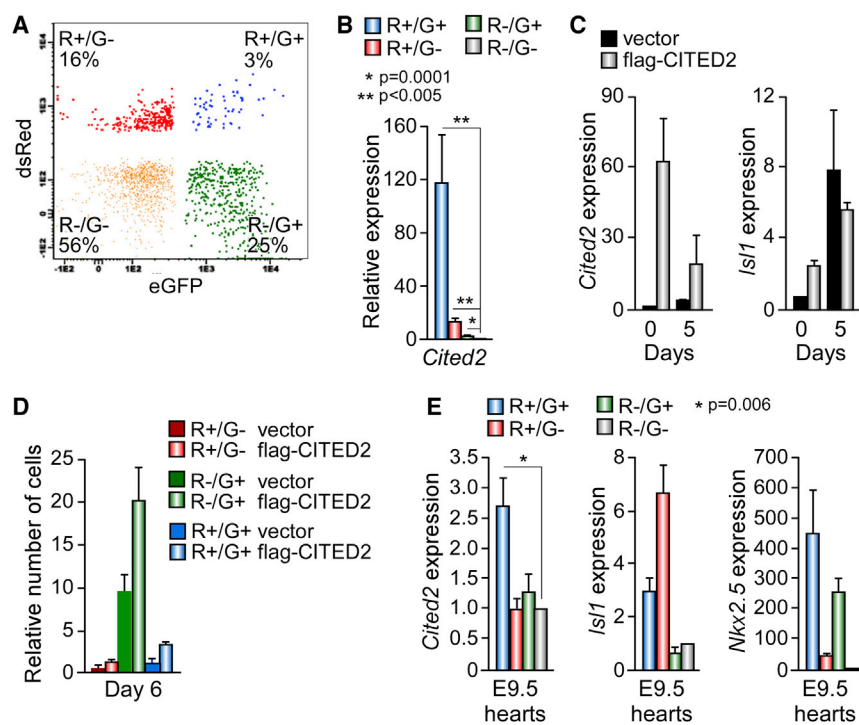 A
R+/G-
16%
R+/G+
3%
dsRed
1E4
1E3
1E2
0
-1E2
R-/G-
56%
R-/G+
25%
-1E2 0 1E2 1E3 1E4
eGFP
B
R+/G+ R-/G+
R+/G- R-/G-
* p=0.0001
** p<0.005
Relative expression
160
120
80
40
0
**
**
*
Cited2
C
vector
flag-CITED2
Cited2 expression
90
60
30
0
0 5
Days
Isl1 expression
12
8
4
0
0 5
Days
D
R+/G- vector
R+/G- flag-CITED2
R-/G+ vector
R-/G+ flag-CITED2
R+/G+ vector
R+/G+ flag-CITED2
Relative number of cells
25
20
15
10
5
0
Day 6
E
R+/G+ R-/G+ * p=0.006
R+/G- R-/G-
Cited2 expression
3.5
3.0
2.5
2.0
1.5
1.0
0.5
0
*
E9.5
hearts
Isl1 expression
8
6
4
2
0
E9.5
hearts
Nkx2.5 expression
700
600
500
400
300
200
100
0
E9.5
hearts